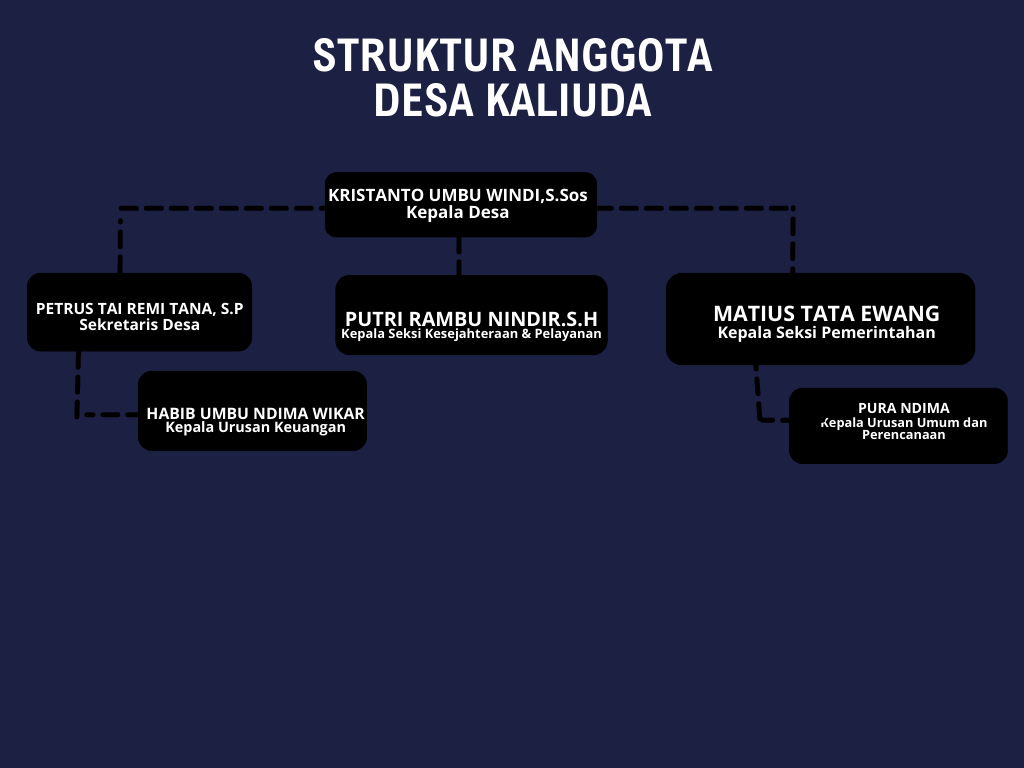 STRUKTUR ANGGOTA
DESA KALIUDA
KRISTANTO UMBU WINDI,S.Sos
Kepala Desa
PETRUS TAI REMI TANA, S.P
Sekretaris Desa
PUTRI RAMBU NINDIR.S.H
Kepala Seksi Kesejahteraan & Pelayanan
MATIUS TATA EWANG
Kepala Seksi Pemerintahan
HABIB UMBU NDIMA WIKAR
Kepala Urusan Keuangan
PURA NDIMA
Kepala Urusan Umum dan
Perencanaan